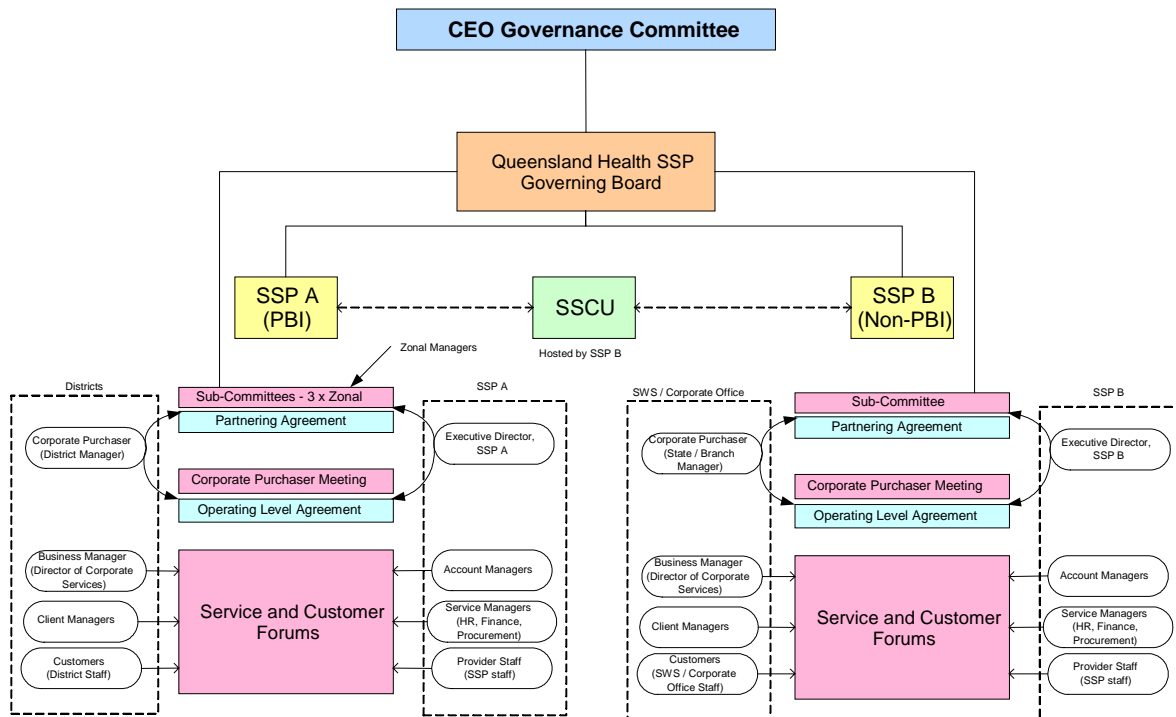 CEO Governance Committee
Queensland Health SSP
Governing Board
SSP A
(PBI)
SSCU
SSP B
(Non-PBI)
Hosted by SSP B
Zonal Managers
Districts
SSP A
Sub-Committees - 3 x Zonal
Partnering Agreement
Corporate Purchaser
(District Manager)
Executive Director,
SSP A
Corporate Purchaser Meeting
Operating Level Agreement
Business Manager
(Director of Corporate
Services)
Account Managers
Service and Customer
Forums
Client Managers
Service Managers
(HR, Finance,
Procurement)
Customers
(District Staff)
Provider Staff
(SSP staff)
SWS / Corporate Office
SSP B
Sub-Committee
Partnering Agreement
Corporate Purchaser
(State / Branch
Manager)
Executive Director,
SSP B
Corporate Purchaser Meeting
Operating Level Agreement
Business Manager
(Director of Corporate
Services)
Account Managers
Service and Customer
Forums
Client Managers
Service Managers
(HR, Finance,
Procurement)
Customers
(SWS / Corporate
Office Staff)
Provider Staff
(SSP staff)